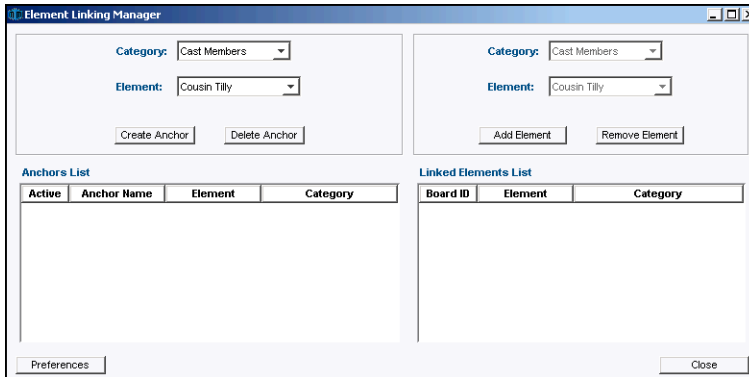 Element Linking Manager
Category: Cast Members
Element: Cousin Tilly
Create Anchor Delete Anchor
Category: Cast Members
Element: Cousin Tilly
Add Element Remove Element
Anchors List
Active Anchor Name Element Category
Linked Elements List
Board ID Element Category
Preferences
Close